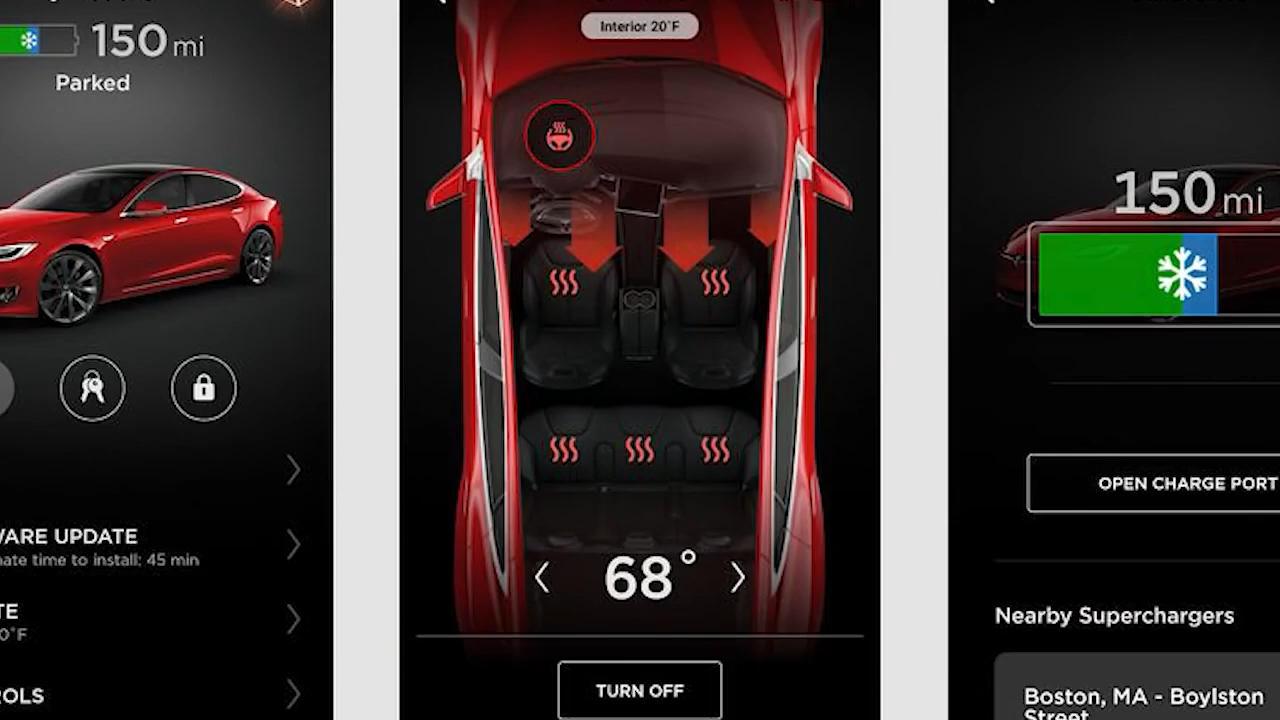 150 mi
Parked
WARE UPDATE
nate time to install: 45 min
TE
0°F
ROLS
Interior 20°F
68°
TURN OFF
150 mi
OPEN CHARGE PORT
Nearby Superchargers
Boston, MA - Boylston
Street